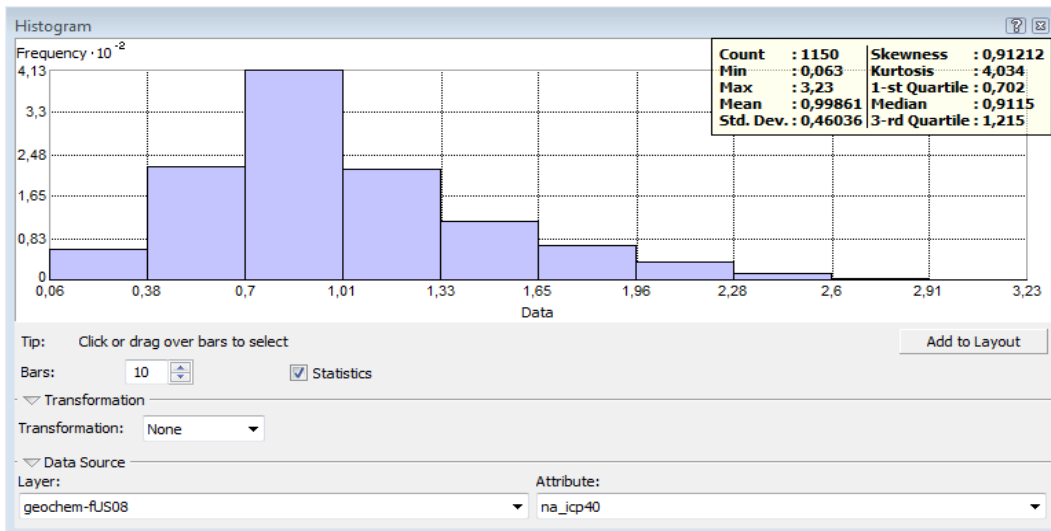 Histogram
Frequency · 10⁻²
Count : 1150 Skewness : 0,91212
Min : 0,063 Kurtosis : 4,034
Max : 3,23 1-st Quartile : 0,702
Mean : 0,99861 Median : 0,9115
Std. Dev. : 0,46036 3-rd Quartile : 1,215
4,13
3,3
2,48
1,65
0,83
0
0,06 0,38 0,7 1,01 1,33 1,65 1,96 2,28 2,6 2,91 3,23
Data
Tip: Click or drag over bars to select Add to Layout
Bars: 10 Statistics
Transformation
Transformation: None
Data Source
Layer: Attribute:
geochem-fUS08 na_icp40